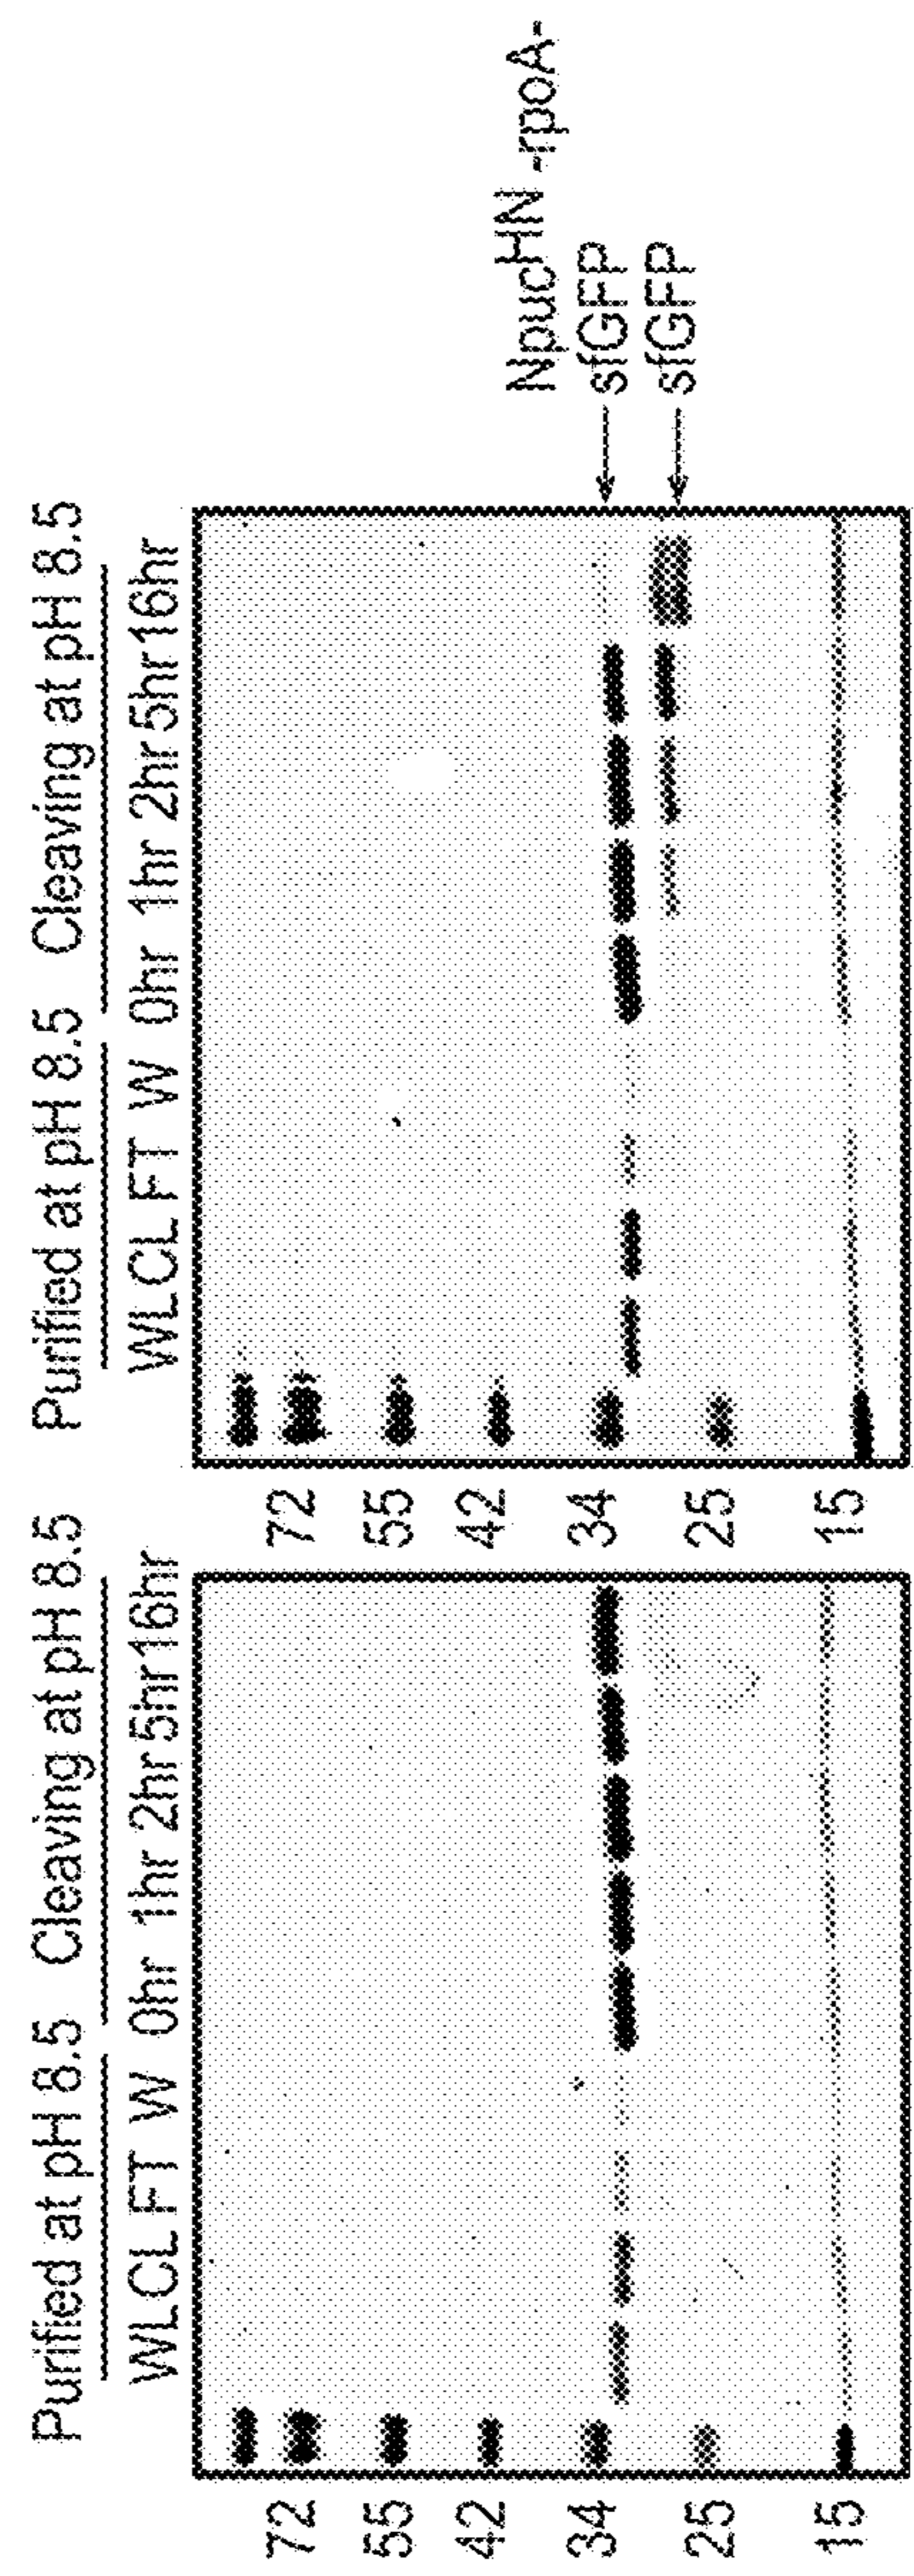 Purified at pH 8.5 Cleaving at pH 8.5
WLCL FT W 0hr 1hr 2hr 5hr 16hr
72
55
42
34
25
15
Purified at pH 8.5 Cleaving at pH 8.5
WLCL FT W 0hr 1hr 2hr 5hr 16hr
72
55
42
34
25
15
NpucHN -rpoA-
sfGFP
sfGFP